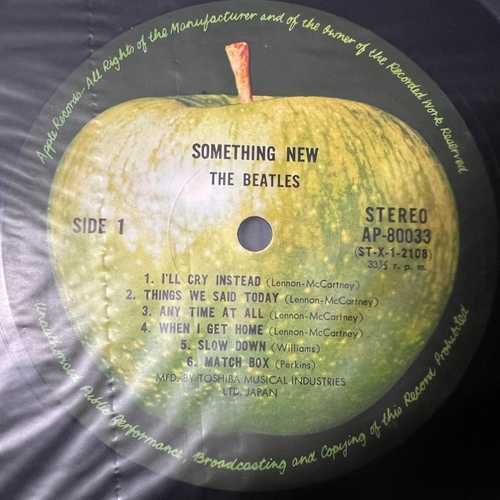 Apple Records. All Rights of the Manufacturer and of the Owner of the Recorded Work Reserved
SOMETHING NEW
THE BEATLES
SIDE 1
STEREO
AP-80033
(ST-X-1-2108)
33⅓ r. p. m.
1. I'LL CRY INSTEAD (Lennon-McCartney)
2. THINGS WE SAID TODAY (Lennon-McCartney)
3. ANY TIME AT ALL (Lennon-McCartney)
4. WHEN I GET HOME (Lennon-McCartney)
5. SLOW DOWN (Williams)
6. MATCH BOX (Perkins)
MFD. BY TOSHIBA MUSICAL INDUSTRIES
LTD. JAPAN
Unauthorised Public Performance, Broadcasting and Copying of this Record Prohibited